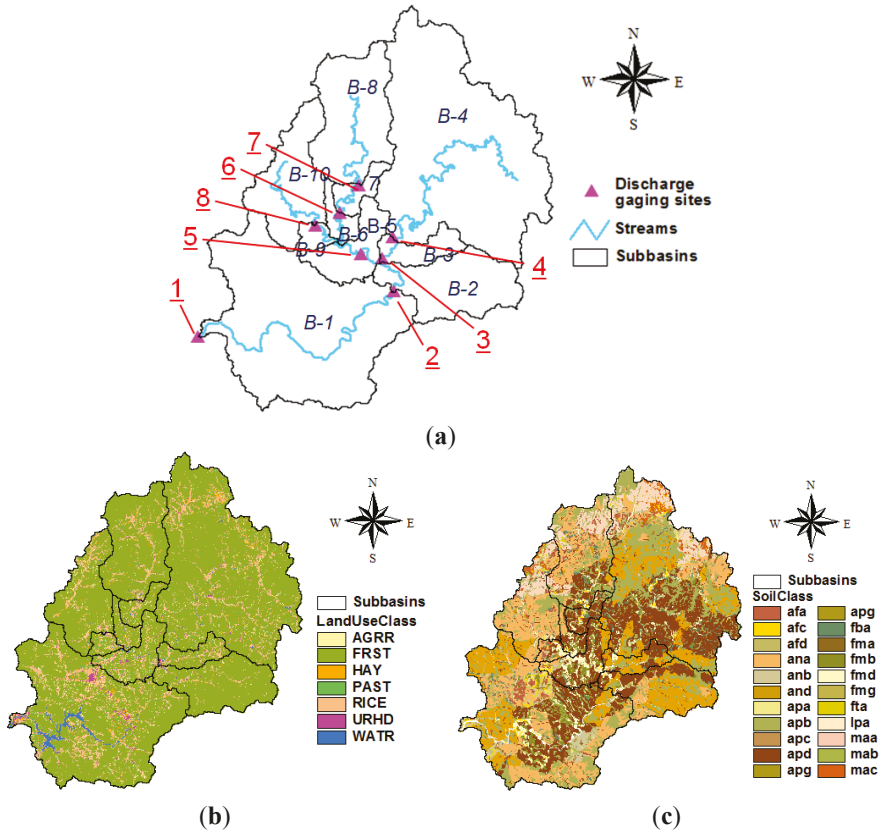 N
W E
S
B-8
B-4
7
6
B-10
7
8
B-5
B-6
5
B-9
B-3
4
B-2
1
B-1
2
3
Discharge
gaging sites
Streams
Subbasins
(a)
N
W E
S
Subbasins
LandUseClass
AGRR
FRST
HAY
PAST
RICE
URHD
WATR
(b)
N
W E
S
Subbasins
SoilClass
afa apg
afc fba
afd fma
ana fmb
anb fmd
and fmg
apa fta
apb lpa
apc maa
apd mab
apg mac
(c)